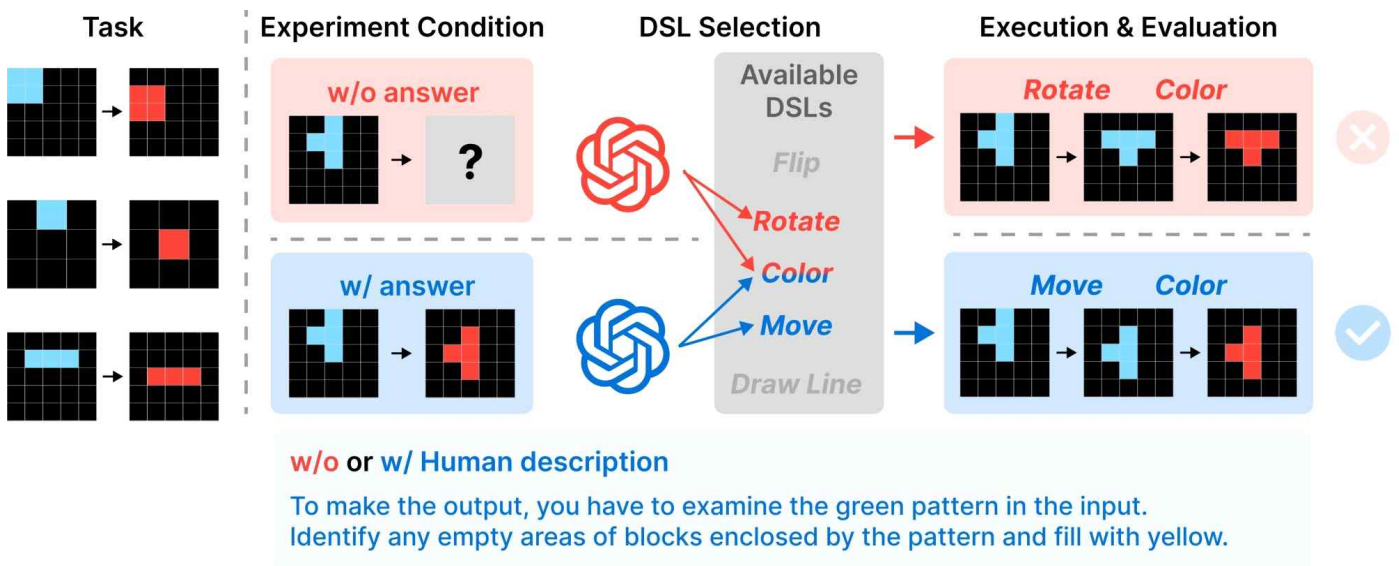 Task
Experiment Condition
DSL Selection
Execution & Evaluation
w/o answer
?
w/ answer
Available
DSLs
Flip
Rotate
Color
Move
Draw Line
Rotate Color
Move Color
w/o or w/ Human description
To make the output, you have to examine the green pattern in the input.
Identify any empty areas of blocks enclosed by the pattern and fill with yellow.